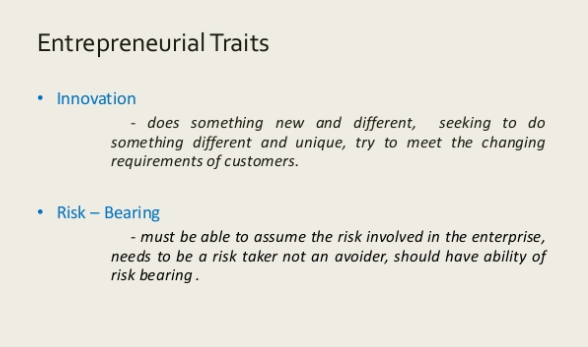 Entrepreneurial Traits
• Innovation
- does something new and different, seeking to do
something different and unique, try to meet the changing
requirements of customers.
• Risk – Bearing
- must be able to assume the risk involved in the enterprise,
needs to be a risk taker not an avoider, should have ability of
risk bearing .